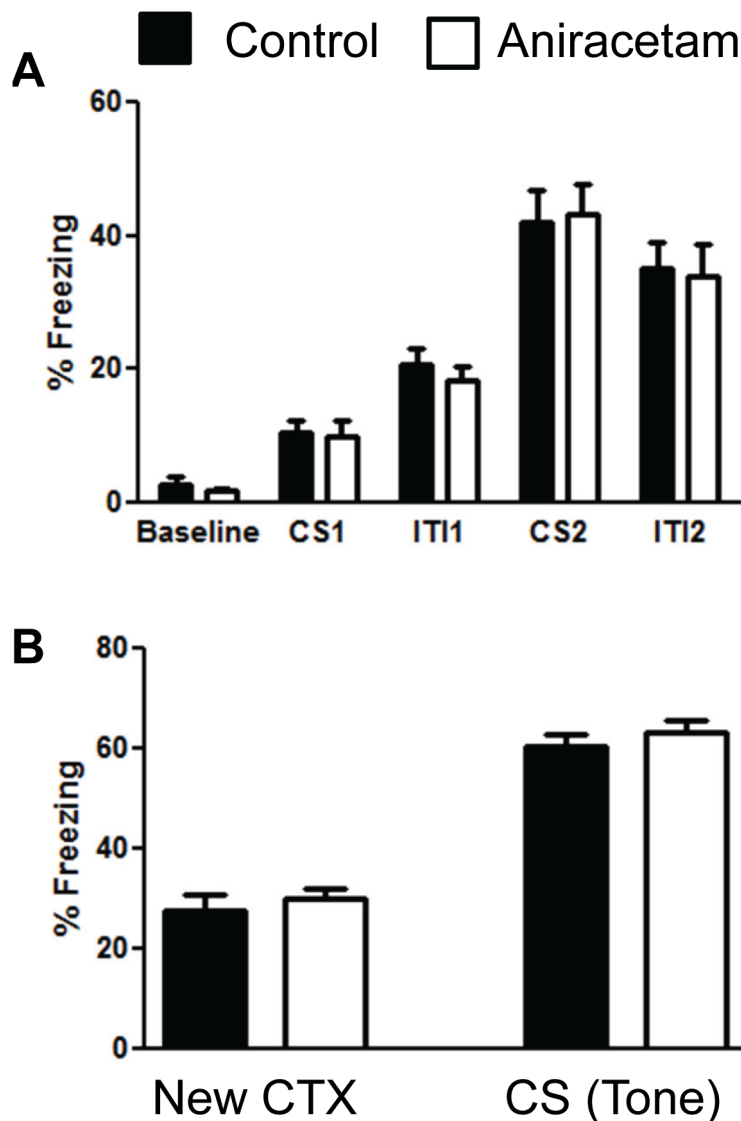 Control Aniracetam
A
60
40
20
0
% Freezing
Baseline CS1 ITI1 CS2 ITI2
B
80
60
40
20
0
% Freezing
New CTX CS (Tone)